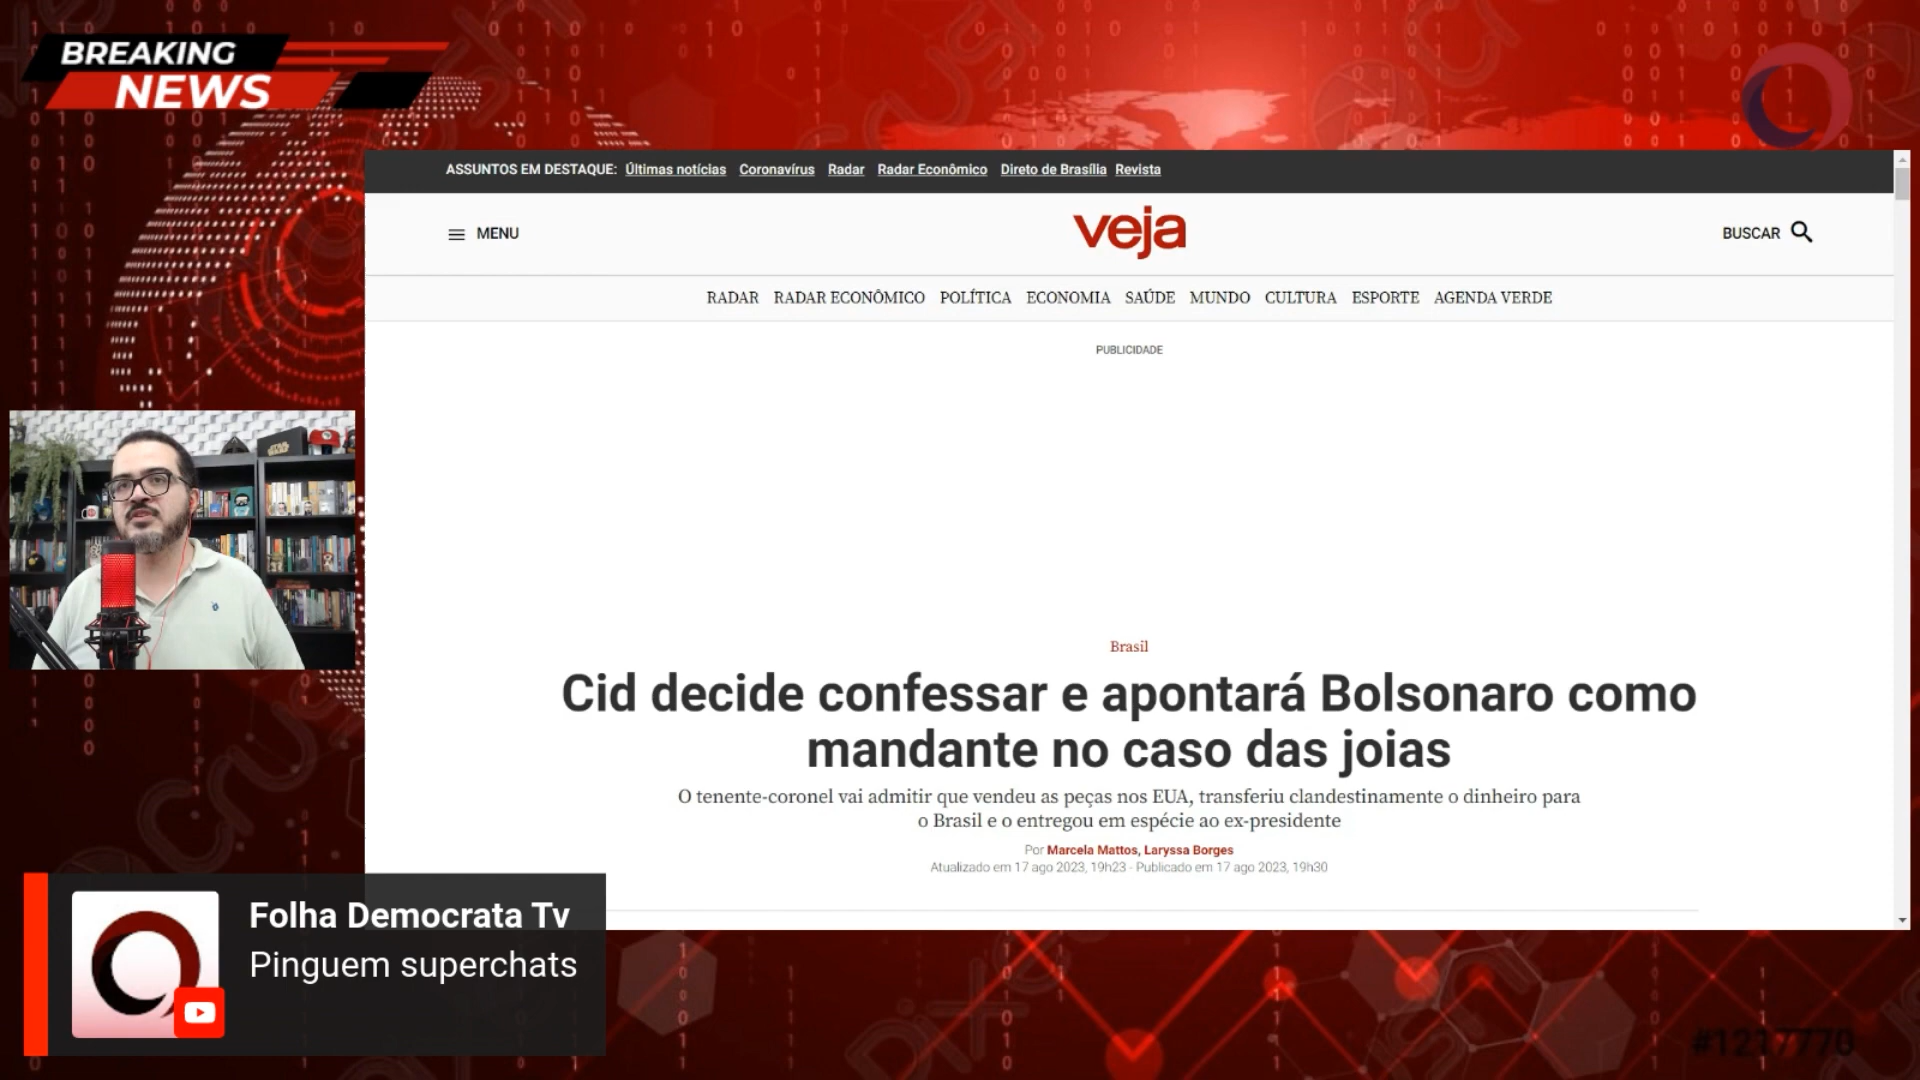 BREAKING
NEWS
ASSUNTOS EM DESTAQUE: Últimas notícias Coronavírus Radar Radar Econômico Direto de Brasília Revista
MENU
veja
BUSCAR
RADAR RADAR ECONÔMICO POLÍTICA ECONOMIA SAÚDE MUNDO CULTURA ESPORTE AGENDA VERDE
PUBLICIDADE
STAR WARS
Brasil
Cid decide confessar e apontará Bolsonaro como
mandante no caso das joias
O tenente-coronel vai admitir que vendeu as peças nos EUA, transferiu clandestinamente o dinheiro para
o Brasil e o entregou em espécie ao ex-presidente
Por Marcela Mattos, Laryssa Borges
Atualizado em 17 ago 2023, 19h23 - Publicado em 17 ago 2023, 19h30
Folha Democrata Tv
Pinguem superchats
#1217770